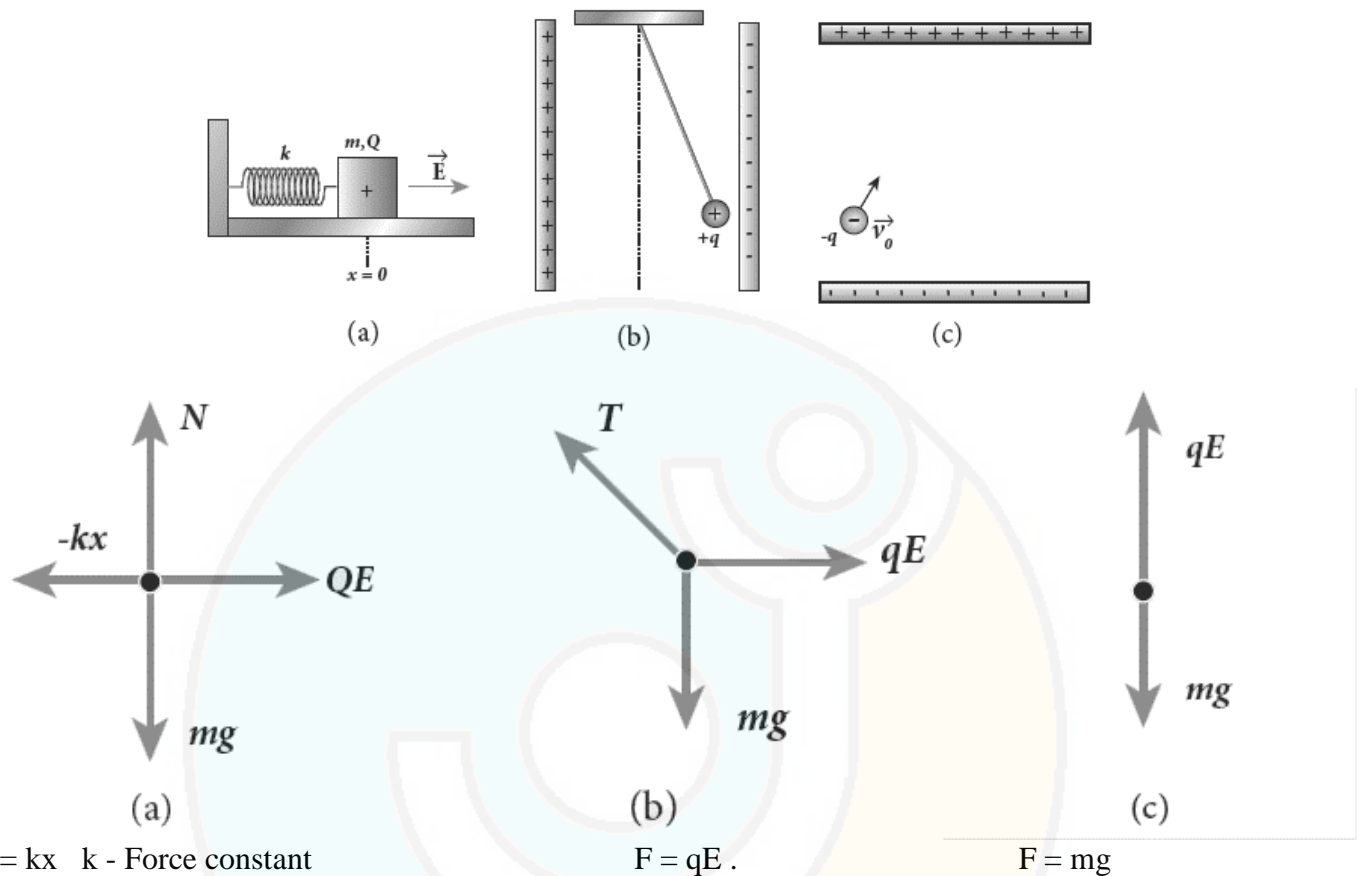 + + + + + + + + + + +
k
m,Q
+
E
x = 0
+
+q
-q
-
v₀
(a)
(b)
(c)
N
-kx
QE
mg
(a)
T
qE
mg
(b)
qE
mg
(c)
= kx k - Force constant F = qE . F = mg